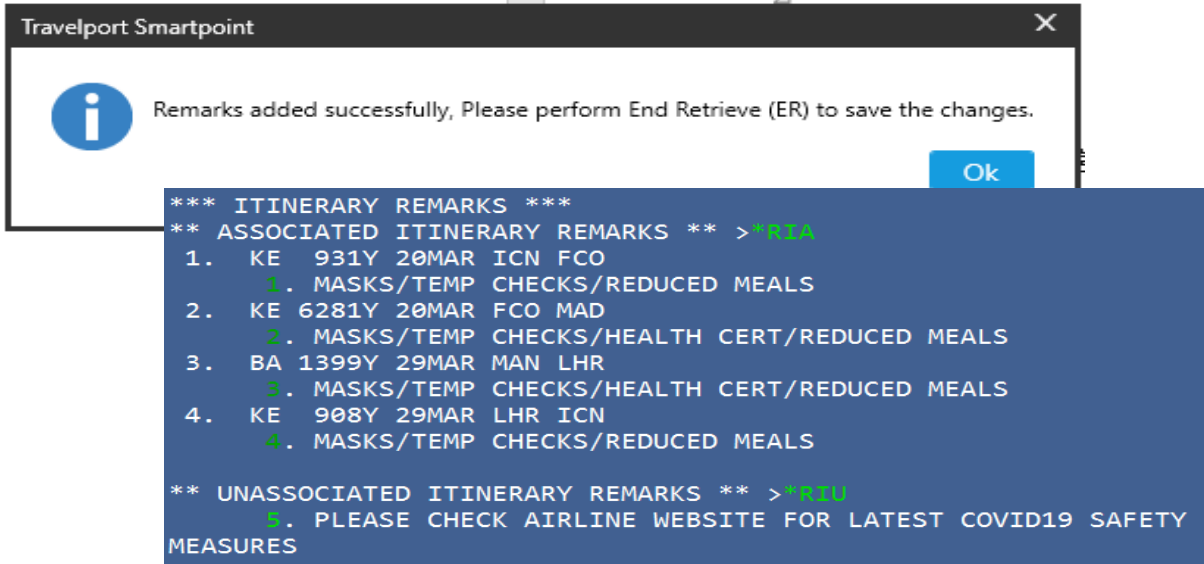 Travelport Smartpoint X
Remarks added successfully, Please perform End Retrieve (ER) to save the changes.
Ok
*** ITINERARY REMARKS ***
** ASSOCIATED ITINERARY REMARKS ** >*RIA
1. KE 931Y 20MAR ICN FCO
1. MASKS/TEMP CHECKS/REDUCED MEALS
2. KE 6281Y 20MAR FCO MAD
2. MASKS/TEMP CHECKS/HEALTH CERT/REDUCED MEALS
3. BA 1399Y 29MAR MAN LHR
3. MASKS/TEMP CHECKS/HEALTH CERT/REDUCED MEALS
4. KE 908Y 29MAR LHR ICN
4. MASKS/TEMP CHECKS/REDUCED MEALS
** UNASSOCIATED ITINERARY REMARKS ** >*RIU
5. PLEASE CHECK AIRLINE WEBSITE FOR LATEST COVID19 SAFETY
MEASURES